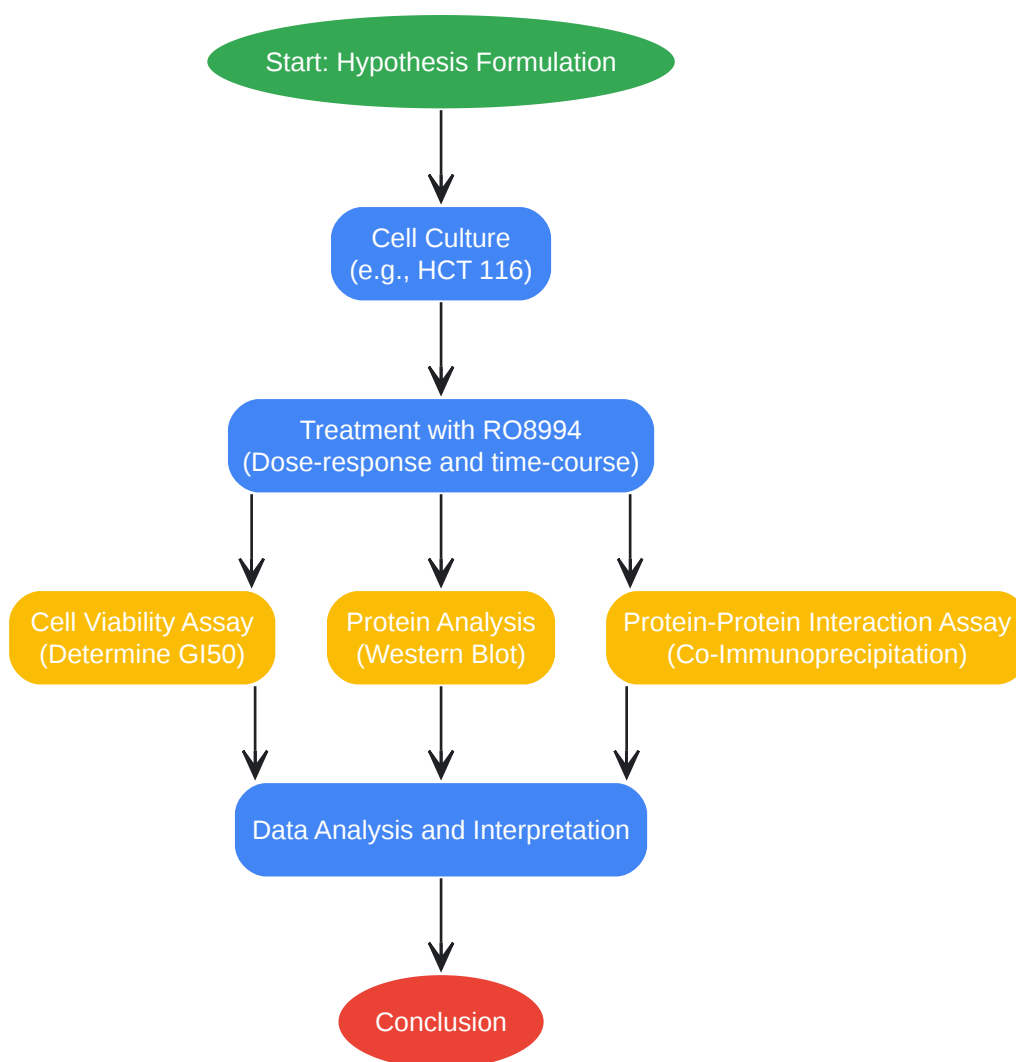 Start: Hypothesis Formulation
Cell Culture
(e.g., HCT 116)
Treatment with RO8994
(Dose-response and time-course)
Cell Viability Assay
(Determine GI50)
Protein Analysis
(Western Blot)
Protein-Protein Interaction Assay
(Co-Immunoprecipitation)
Data Analysis and Interpretation
Conclusion